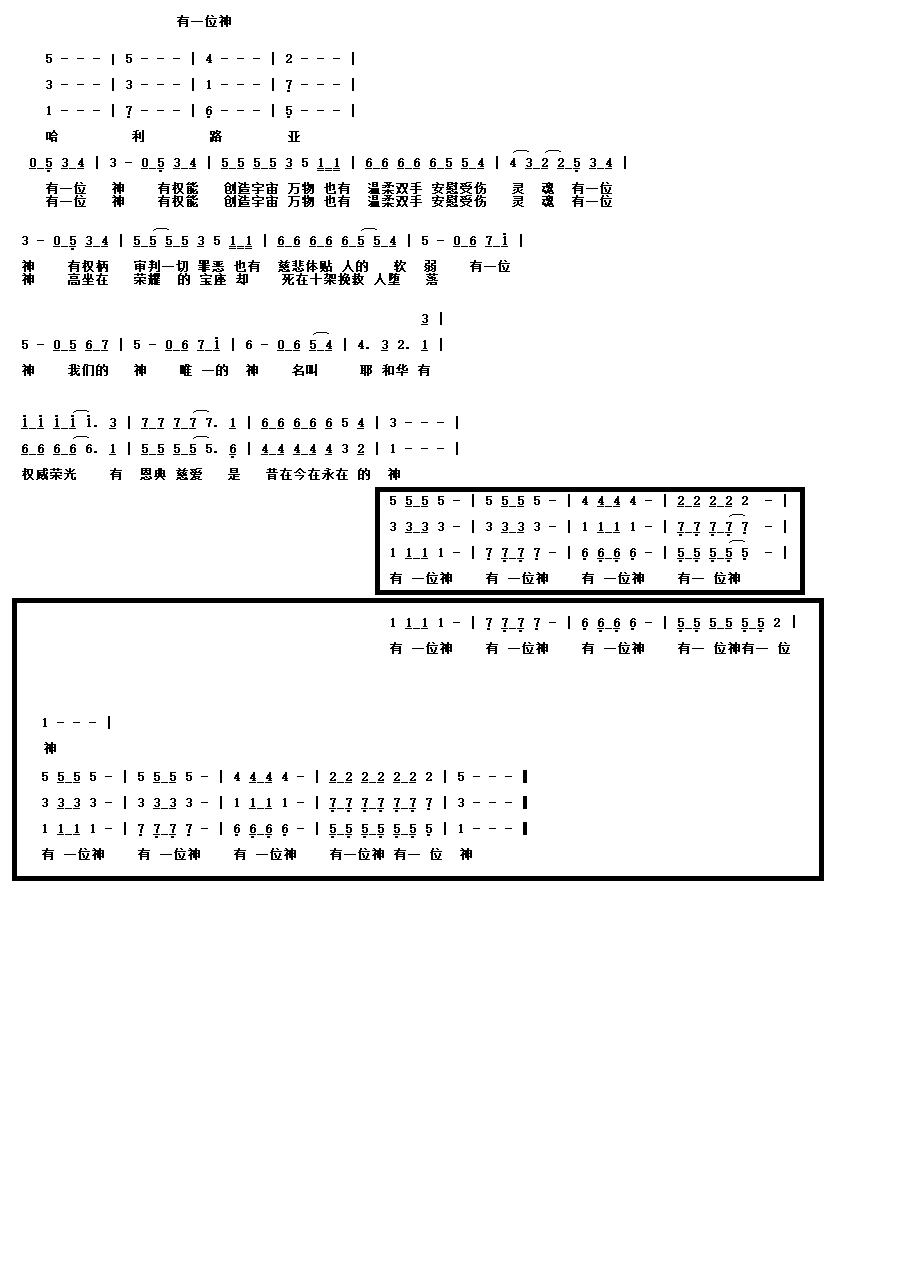 有一位神
5 - - - | 5 - - - | 4 - - - | 2 - - - |
3 - - - | 3 - - - | 1 - - - | 7 - - - |
1 - - - | 7 - - - | 6 - - - | 5 - - - |
哈 利 路 亚
0 5 3 4 | 3 - 0 5 3 4 | 5 5 5 5 3 5 1 1 | 6 6 6 6 6 5 5 4 | 4 3 2 2 5 3 4 |
有一位 神 有权能 创造宇宙 万物 也有 温柔双手 安慰受伤 灵 魂 有一位
有一位 神 有权能 创造宇宙 万物 也有 温柔双手 安慰受伤 灵 魂 有一位
3 - 0 5 3 4 | 5 5 5 5 3 5 1 1 | 6 6 6 6 6 5 5 4 | 5 - 0 6 7 1 |
神 有权柄 审判一切 罪恶 也有 慈悲体贴 人的 软 弱 有一位
神 高坐在 荣耀 的 宝座 却 死在十架挽救 人堕 落
3 |
5 - 0 5 6 7 | 5 - 0 6 7 1 | 6 - 0 6 5 4 | 4. 3 2. 1 |
神 我们的 神 唯 一的 神 名叫 耶 和华 有
1 1 1 1 1. 3 | 7 7 7 7 7. 1 | 6 6 6 6 6 5 4 | 3 - - - |
6 6 6 6 6. 1 | 5 5 5 5 5. 6 | 4 4 4 4 4 3 2 | 1 - - - |
权威荣光 有 恩典 慈爱 是 昔在今在永在 的 神
5 5 5 5 - | 5 5 5 5 - | 4 4 4 4 - | 2 2 2 2 2 - |
3 3 3 3 - | 3 3 3 3 - | 1 1 1 1 - | 7 7 7 7 7 - |
1 1 1 1 - | 7 7 7 7 - | 6 6 6 6 - | 5 5 5 5 5 - |
有 一位神 有 一位神 有 一位神 有一 位神
1 1 1 1 - | 7 7 7 7 - | 6 6 6 6 - | 5 5 5 5 5 5 2 |
有 一位神 有 一位神 有 一位神 有一 位神有一 位
1 - - - |
神
5 5 5 5 - | 5 5 5 5 - | 4 4 4 4 - | 2 2 2 2 2 2 2 | 5 - - - ‖
3 3 3 3 - | 3 3 3 3 - | 1 1 1 1 - | 7 7 7 7 7 7 7 | 3 - - - ‖
1 1 1 1 - | 7 7 7 7 - | 6 6 6 6 - | 5 5 5 5 5 5 5 | 1 - - - ‖
有 一位神 有 一位神 有 一位神 有一位神 有一 位 神